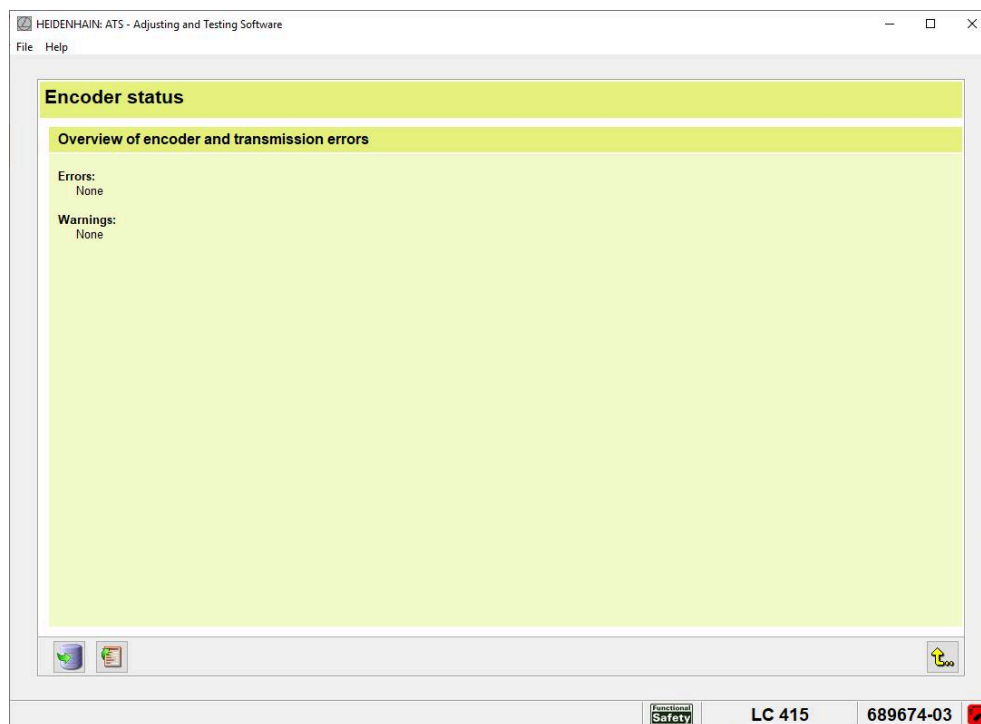 HEIDENHAIN: ATS - Adjusting and Testing Software
File Help
Encoder status
Overview of encoder and transmission errors
Errors:
None
Warnings:
None
Functional
Safety
LC 415
689674-03